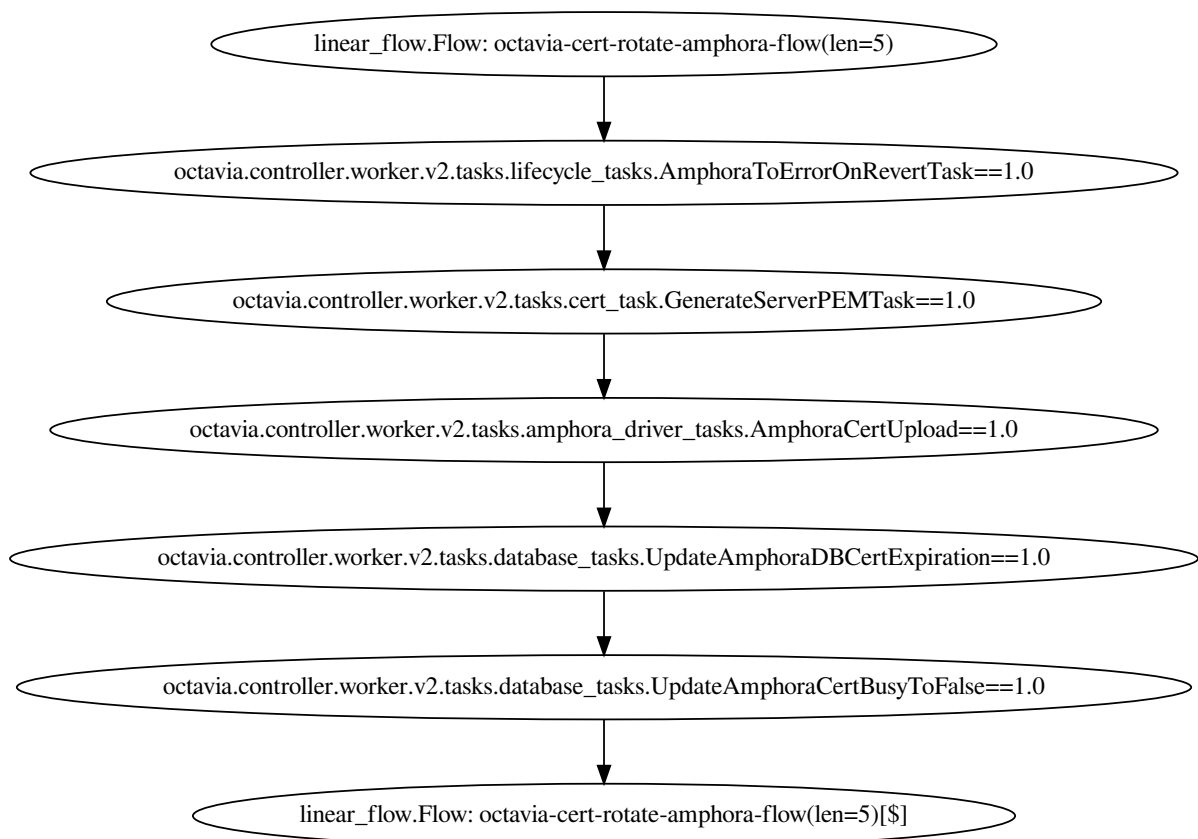 linear_flow.Flow: octavia-cert-rotate-amphora-flow(len=5)
octavia.controller.worker.v2.tasks.lifecycle_tasks.AmphoraToErrorOnRevertTask==1.0
octavia.controller.worker.v2.tasks.cert_task.GenerateServerPEMTask==1.0
octavia.controller.worker.v2.tasks.amphora_driver_tasks.AmphoraCertUpload==1.0
octavia.controller.worker.v2.tasks.database_tasks.UpdateAmphoraDBCertExpiration==1.0
octavia.controller.worker.v2.tasks.database_tasks.UpdateAmphoraCertBusyToFalse==1.0
linear_flow.Flow: octavia-cert-rotate-amphora-flow(len=5)[$]